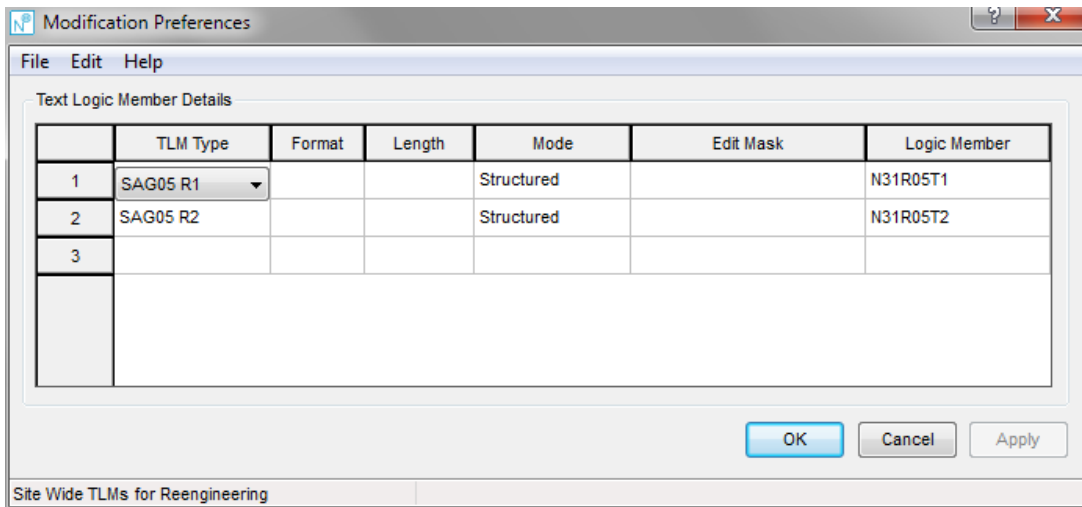 Modification Preferences
File Edit Help
Text Logic Member Details
TLM Type Format Length Mode Edit Mask Logic Member
1 SAG05 R1 Structured N31R05T1
2 SAG05 R2 Structured N31R05T2
3
OK Cancel Apply
Site Wide TLMs for Reengineering